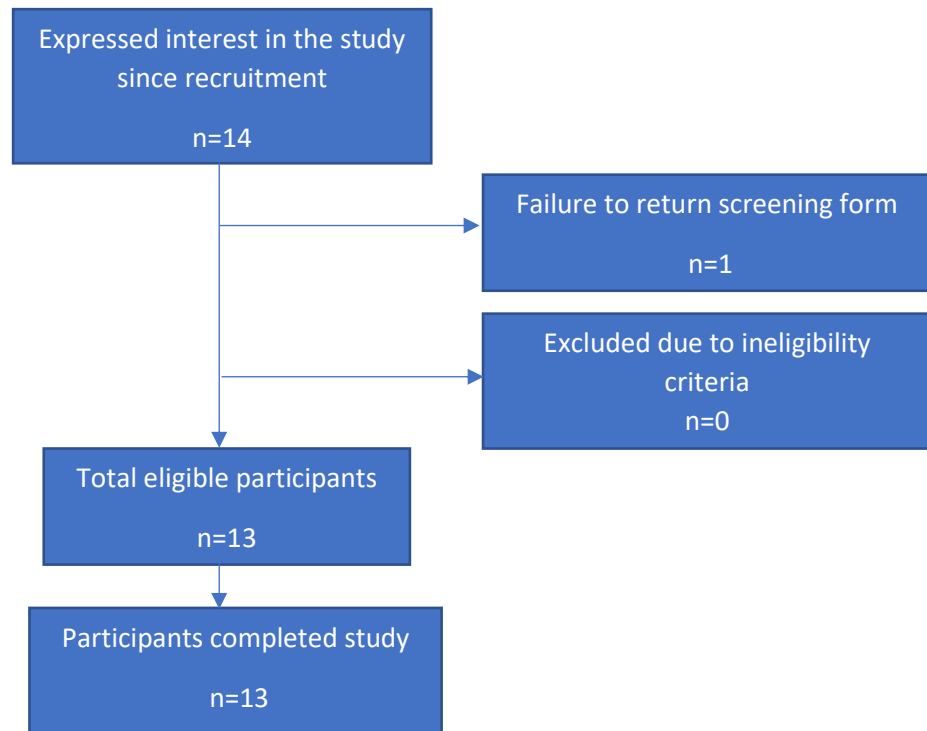 Expressed interest in the study
since recruitment
n=14
Failure to return screening form
n=1
Excluded due to ineligibility
criteria
n=0
Total eligible participants
n=13
Participants completed study
n=13